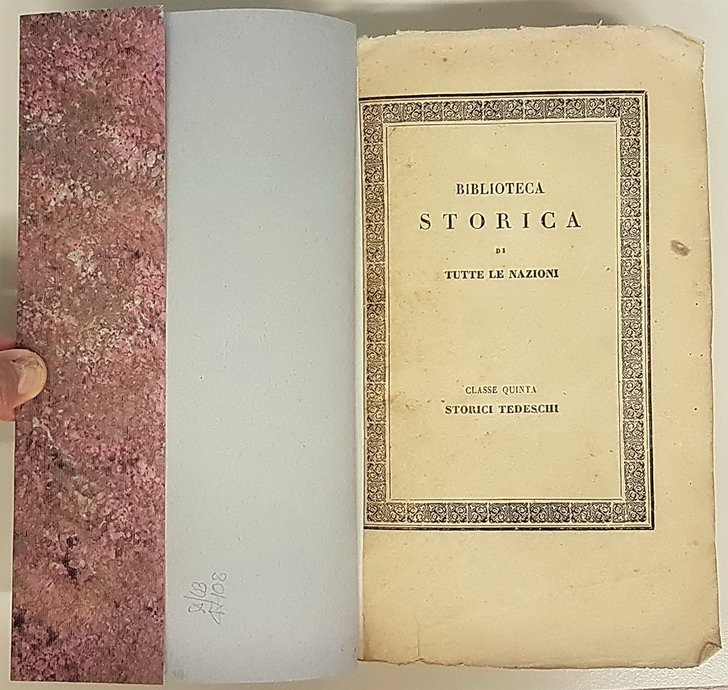 BIBLIOTECA
STORICA
DI
TUTTE LE NAZIONI
CLASSE QUINTA
STORICI TEDESCHI